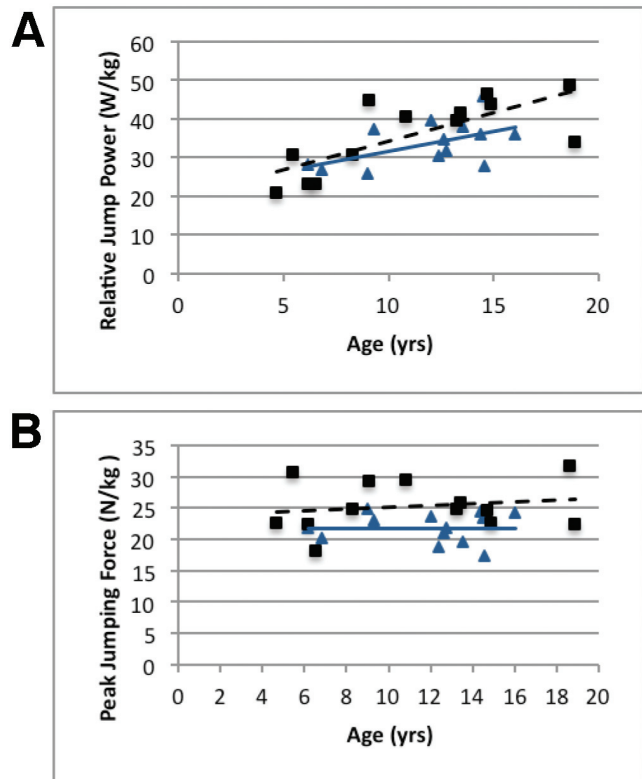 A
Relative Jump Power (W/kg)
60
50
40
30
20
10
0
0 5 10 15 20
Age (yrs)
B
Peak Jumping Force (N/kg )
35
30
25
20
15
10
5
0
0 2 4 6 8 10 12 14 16 18 20
Age (yrs)